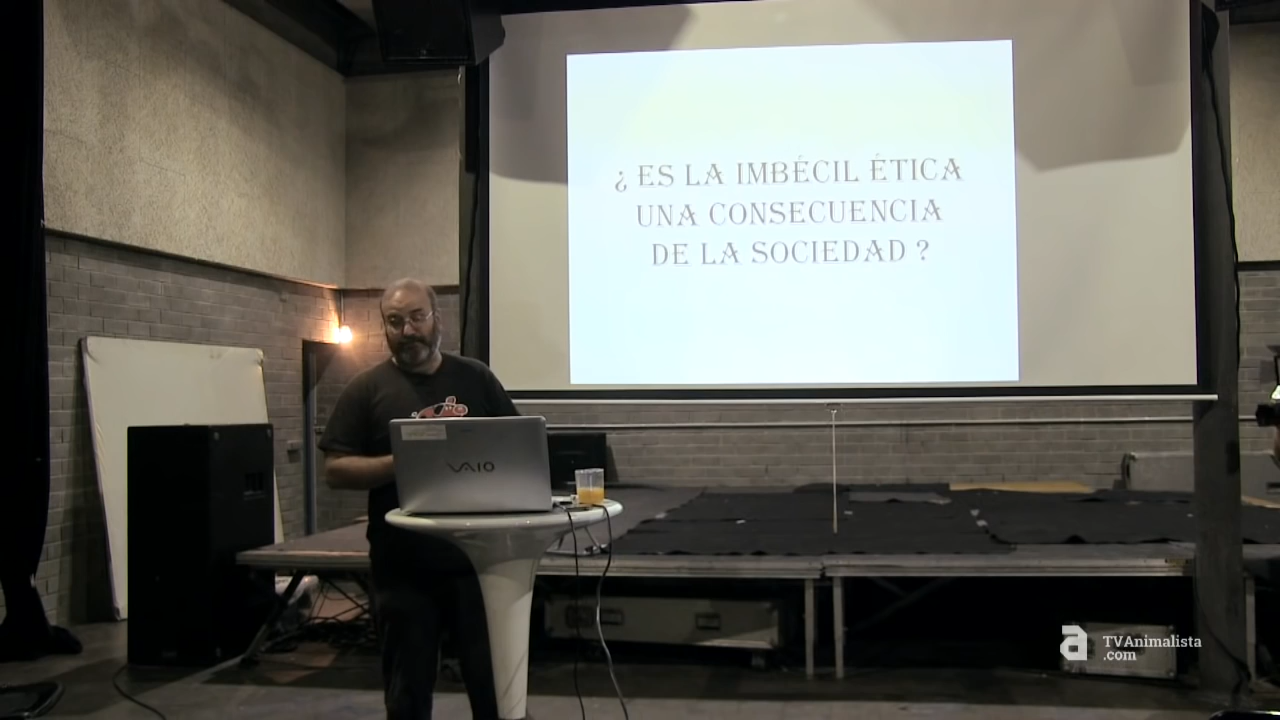 ¿ ES LA IMBÉCIL ÉTICA
UNA CONSECUENCIA
DE LA SOCIEDAD ?
VAIO
a TVAnimalista
.com